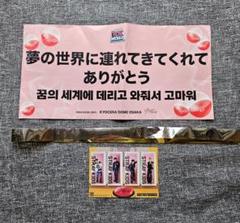 夢の世界に連れてきてくれて
ありがとう
꿈의 세계에 데리고 와줘서 고마워
KYOCERA DOME OSAKA